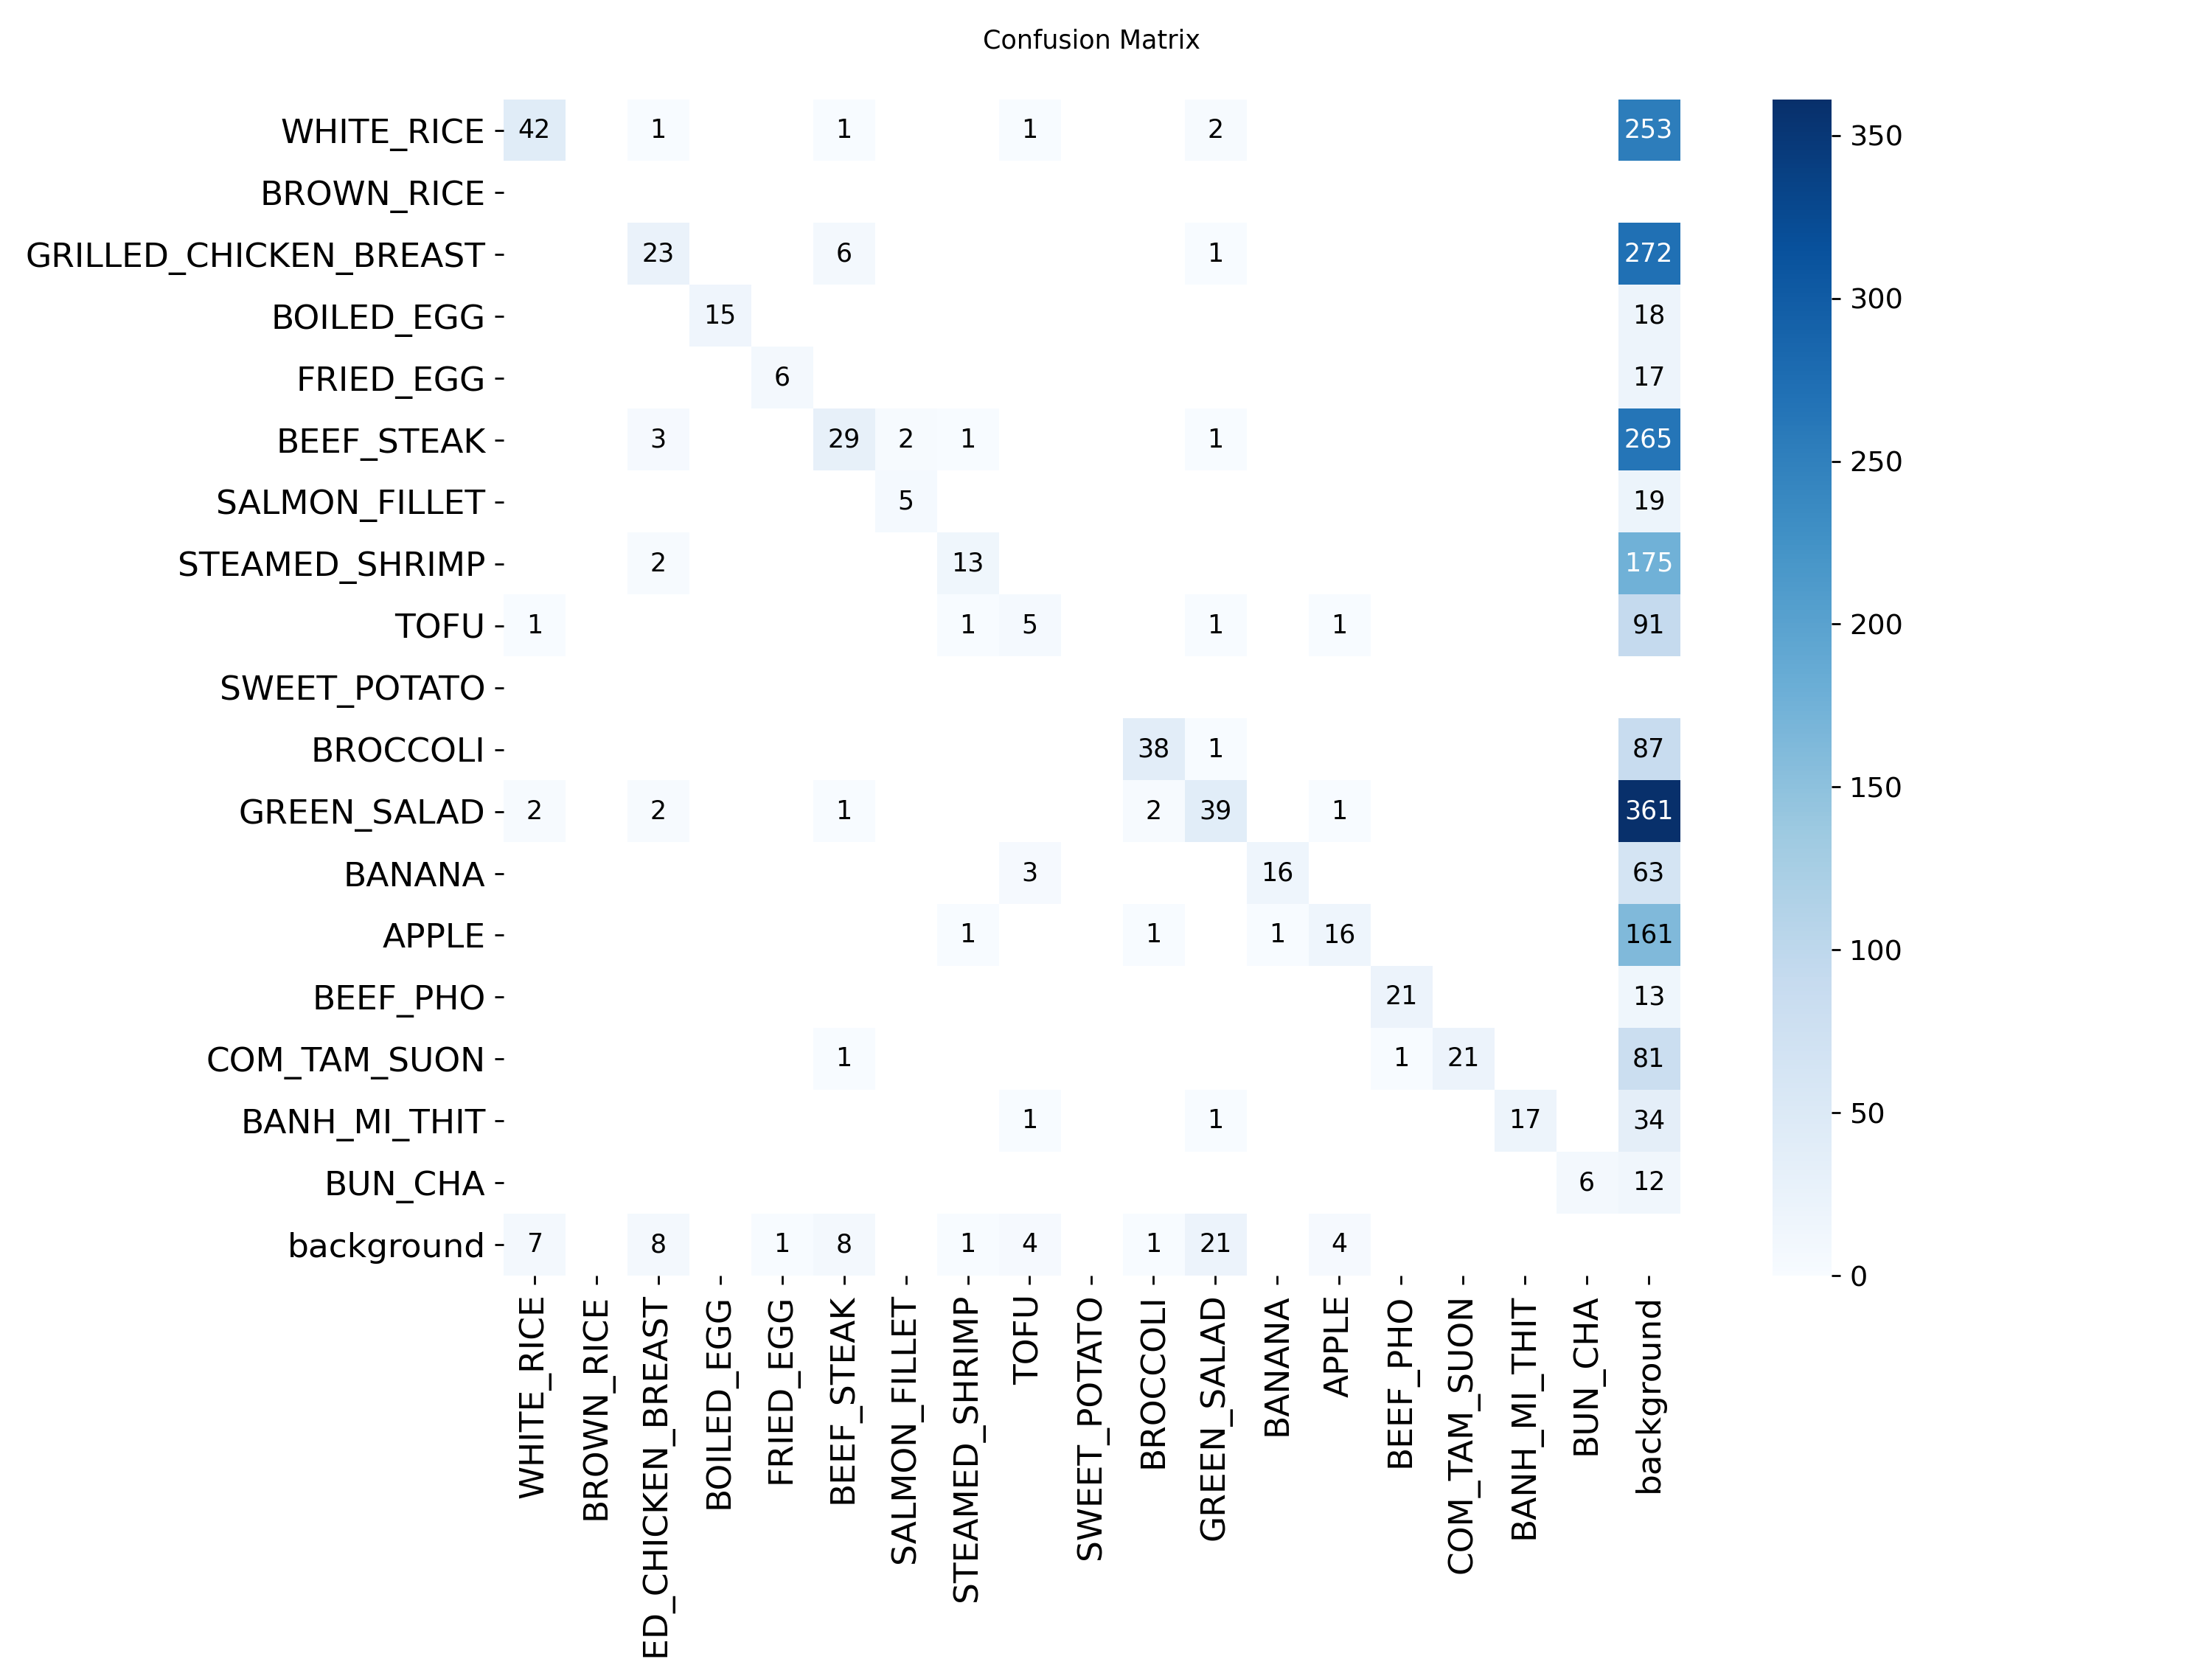 Confusion Matrix
WHITE_RICE 42 1 1 1 2 253
BROWN_RICE
GRILLED_CHICKEN_BREAST 23 6 1 272
BOILED_EGG 15 18
FRIED_EGG 6 17
BEEF_STEAK 3 29 2 1 1 265
SALMON_FILLET 5 19
STEAMED_SHRIMP 2 13 175
TOFU 1 1 5 1 1 91
SWEET_POTATO
BROCCOLI 38 1 87
GREEN_SALAD 2 2 1 2 39 1 361
BANANA 3 16 63
APPLE 1 1 1 16 161
BEEF_PHO 21 13
COM_TAM_SUON 1 1 21 81
BANH_MI_THIT 1 1 17 34
BUN_CHA 6 12
background 7 8 1 8 1 4 1 21 4
WHITE_RICE
BROWN_RICE
ED_CHICKEN_BREAST
BOILED_EGG
FRIED_EGG
BEEF_STEAK
SALMON_FILLET
STEAMED_SHRIMP
TOFU
SWEET_POTATO
BROCCOLI
GREEN_SALAD
BANANA
APPLE
BEEF_PHO
COM_TAM_SUON
BANH_MI_THIT
BUN_CHA
background
350
300
250
200
150
100
50
0